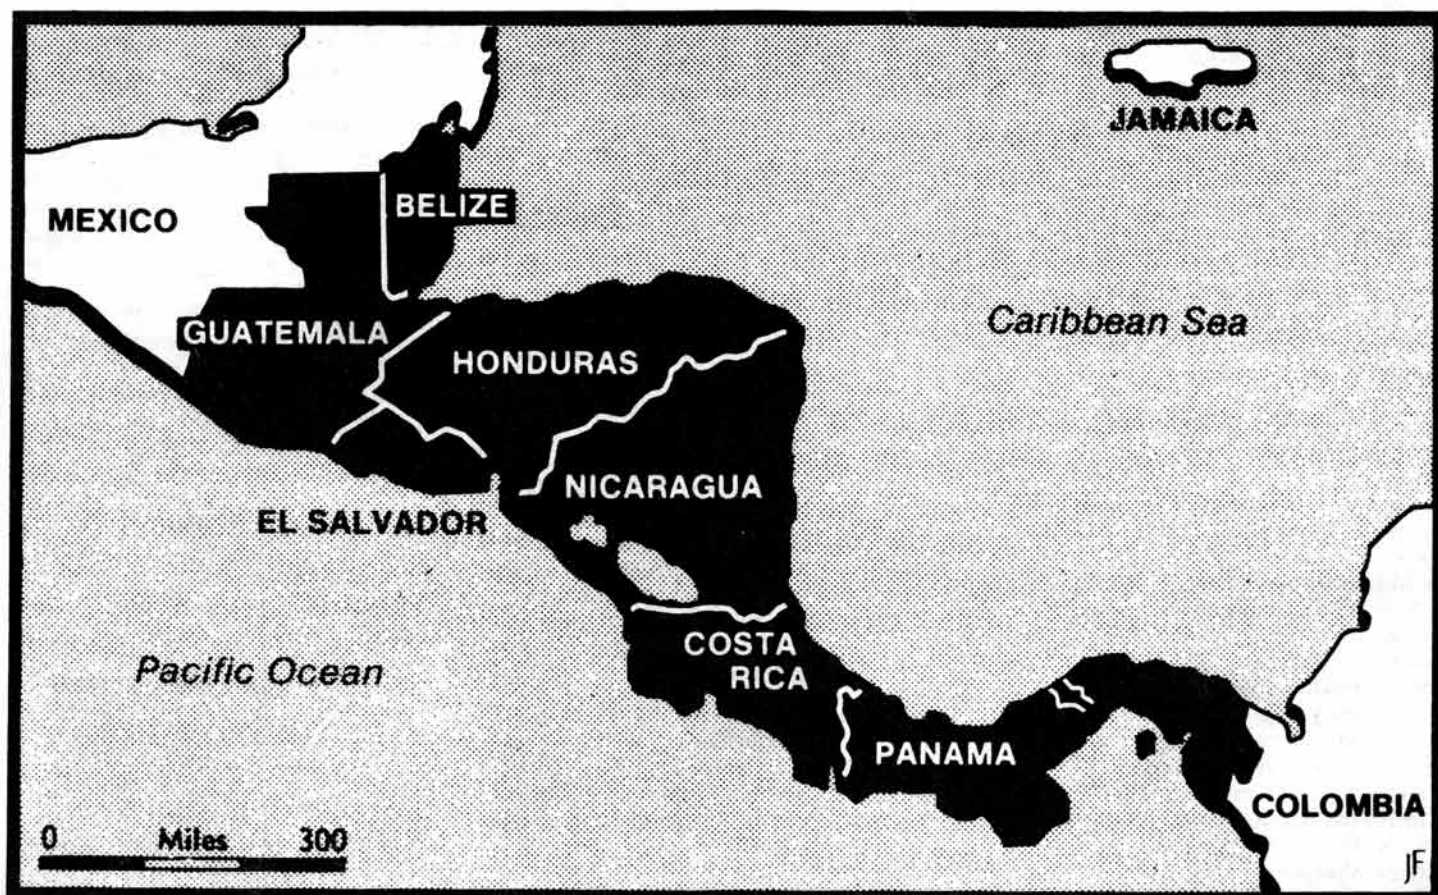 JAMAICA
BELIZE
MEXICO
Caribbean Sea
GUATEMALA
HONDURAS
NICARAGUA
EL SALVADOR
COSTA
RICA
Pacific Ocean
PANAMA
COLOMBIA
0 Miles 300
JF